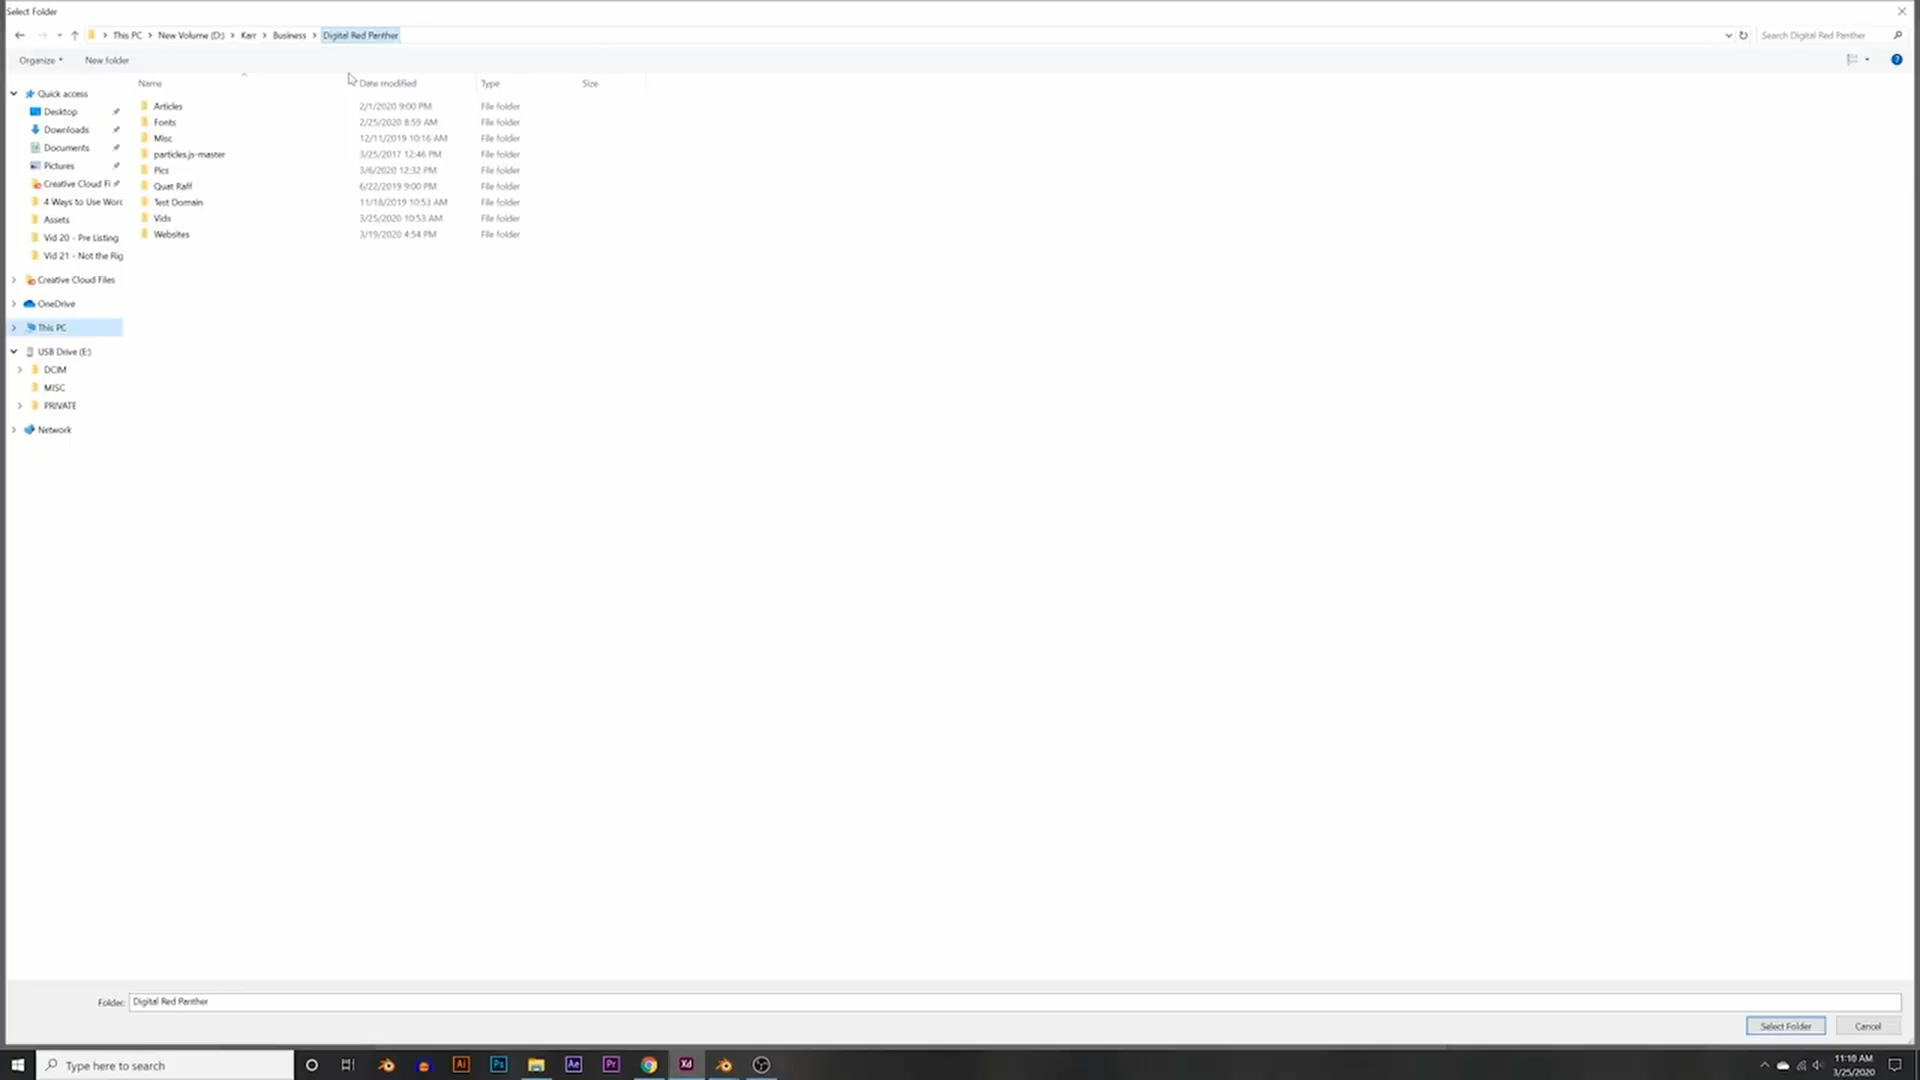 Select Folder
This PC New Volume (D:) Karr Business Digital Red Panther Search Digital Red Panther
Organize New folder
Name Date modified Type Size
Quick access
Desktop
Downloads
Documents
Pictures
Creative Cloud Fi
4 Ways to Use Word
Assets
Vid 20 - Pre Listing
Vid 21 - Not the Rig
Creative Cloud Files
OneDrive
This PC
USB Drive (E:)
DCIM
MISC
PRIVATE
Network
Articles 2/1/2020 9:00 PM File folder
Fonts 2/25/2020 8:59 AM File folder
Misc 12/11/2019 10:16 AM File folder
particles.js-master 3/25/2017 12:46 PM File folder
Pics 3/6/2020 12:32 PM File folder
Quat Raff 6/22/2019 9:00 PM File folder
Test Domain 11/18/2019 10:53 AM File folder
Vids 3/25/2020 10:53 AM File folder
Websites 3/19/2020 4:54 PM File folder
Folder: Digital Red Panther
Select Folder Cancel
Type here to search Ai Ps Ae Pr Xd
11:10 AM
3/25/2020